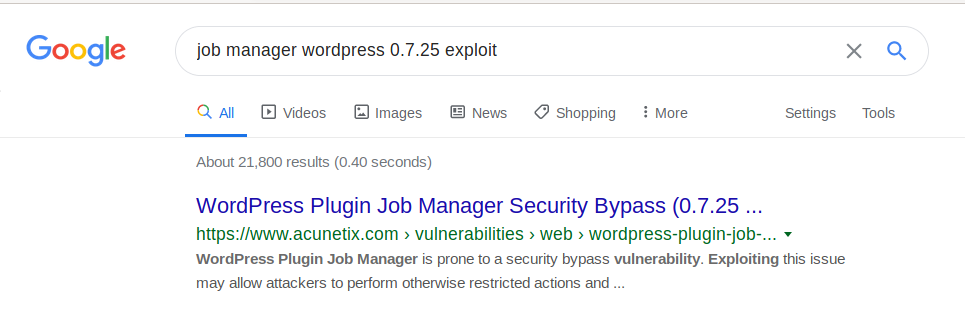 Google
job manager wordpress 0.7.25 exploit
All Videos Images News Shopping More Settings Tools
About 21,800 results (0.40 seconds)
WordPress Plugin Job Manager Security Bypass (0.7.25 ...
https://www.acunetix.com › vulnerabilities › web › wordpress-plugin-job-...
WordPress Plugin Job Manager is prone to a security bypass vulnerability. Exploiting this issue
may allow attackers to perform otherwise restricted actions and ...